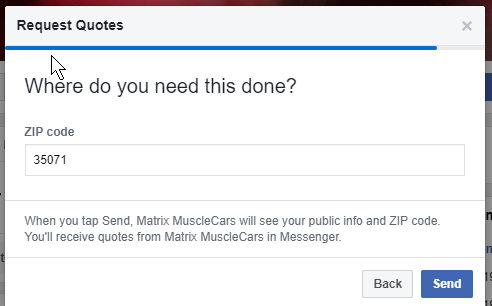 Request Quotes
×
Where do you need this done?
ZIP code
35071
When you tap Send, Matrix MuscleCars will see your public info and ZIP code.
You'll receive quotes from Matrix MuscleCars in Messenger.
Back
Send